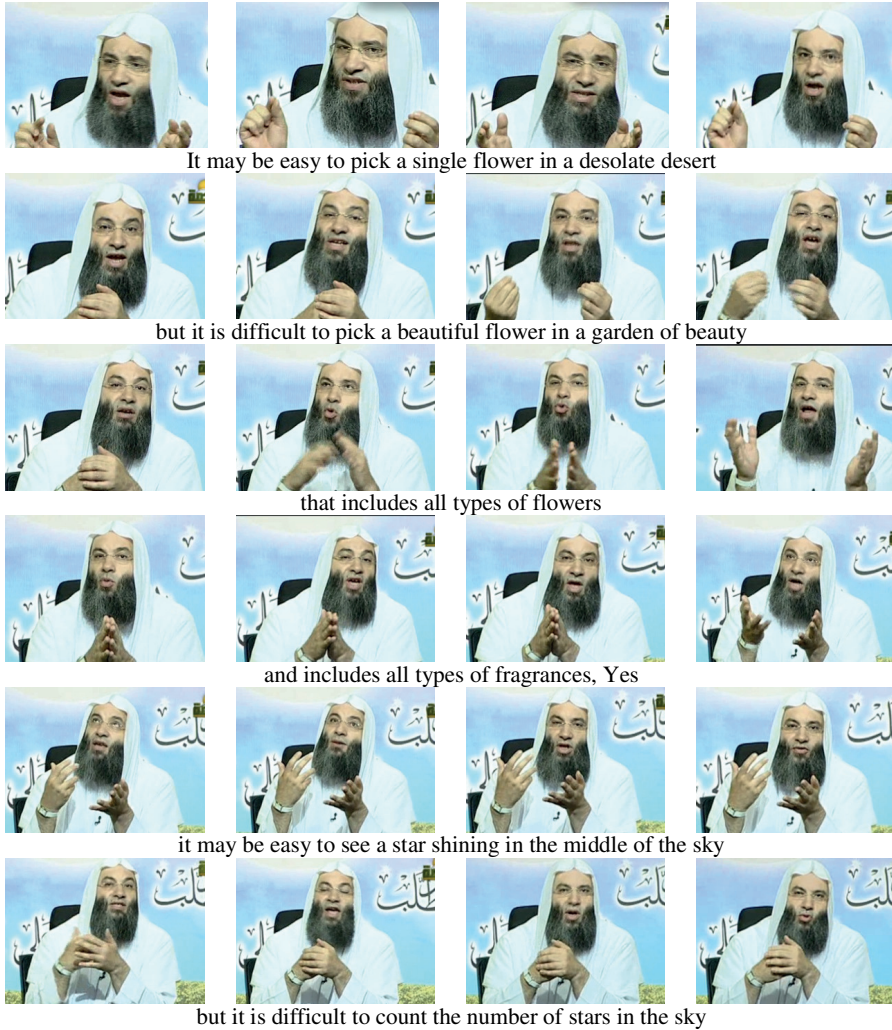 It may be easy to pick a single flower in a desolate desert
but it is difficult to pick a beautiful flower in a garden of beauty
that includes all types of flowers
and includes all types of fragrances, Yes
it may be easy to see a star shining in the middle of the sky
but it is difficult to count the number of stars in the sky